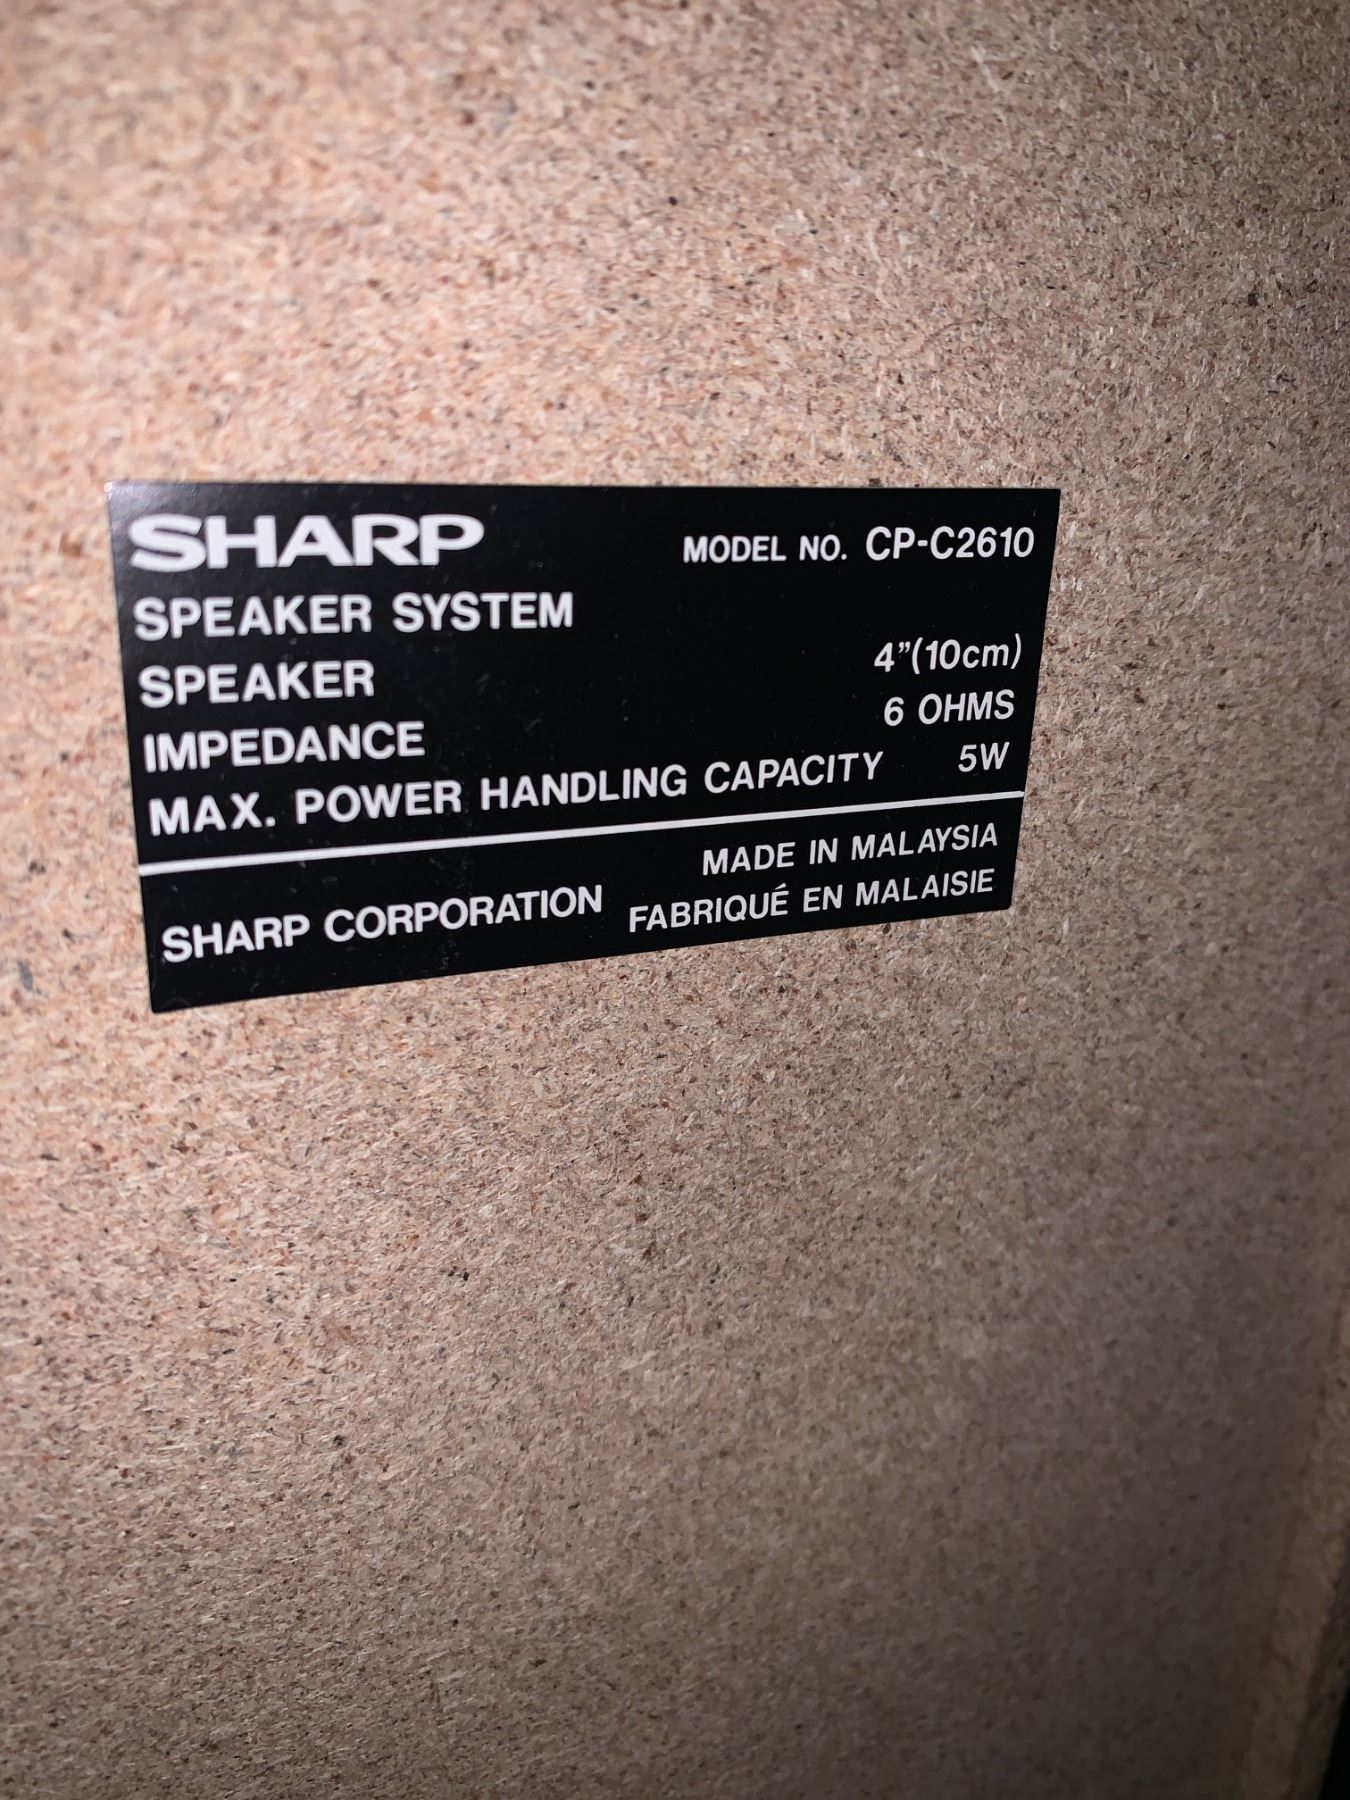 SHARP MODEL NO. CP-C2610
SPEAKER SYSTEM
SPEAKER 4”(10cm)
IMPEDANCE 6 OHMS
MAX. POWER HANDLING CAPACITY 5W
MADE IN MALAYSIA
SHARP CORPORATION FABRIQUÉ EN MALAISIE